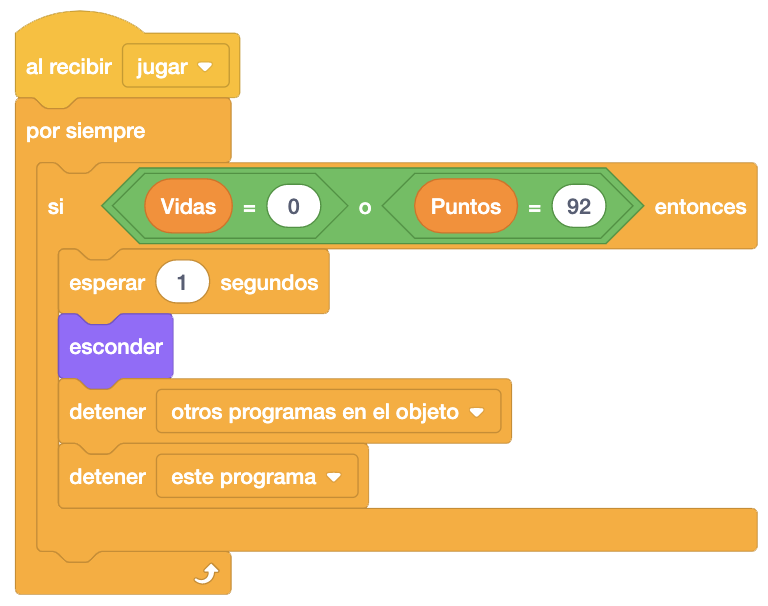 al recibir jugar
por siempre
si Vidas = 0 o Puntos = 92 entonces
esperar 1 segundos
esconder
detener otros programas en el objeto
detener este programa